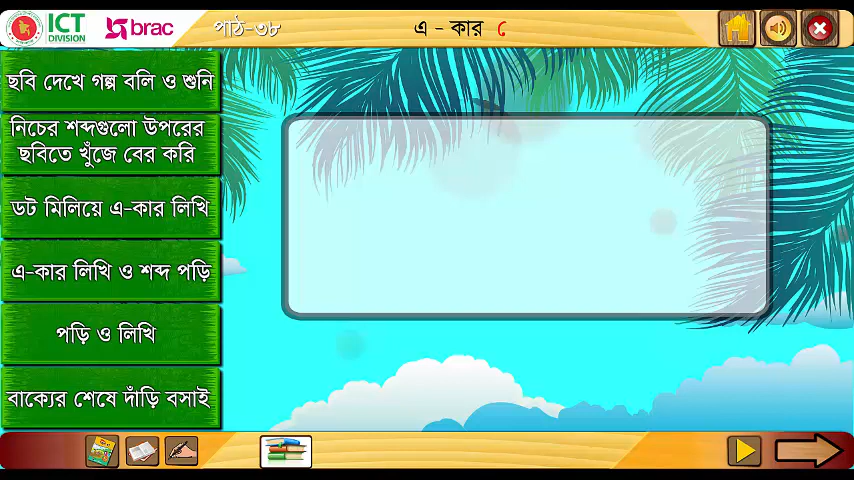 ICT
DIVISION
brac
পাঠ-৩৮
এ - কার ে
ছবি দেখে গল্প বলি ও শুনি
নিচের শব্দগুলো উপরের
ছবিতে খুঁজে বের করি
ডট মিলিয়ে এ-কার লিখি
এ-কার লিখি ও শব্দ পড়ি
পড়ি ও লিখি
বাক্যের শেষে দাঁড়ি বসাই